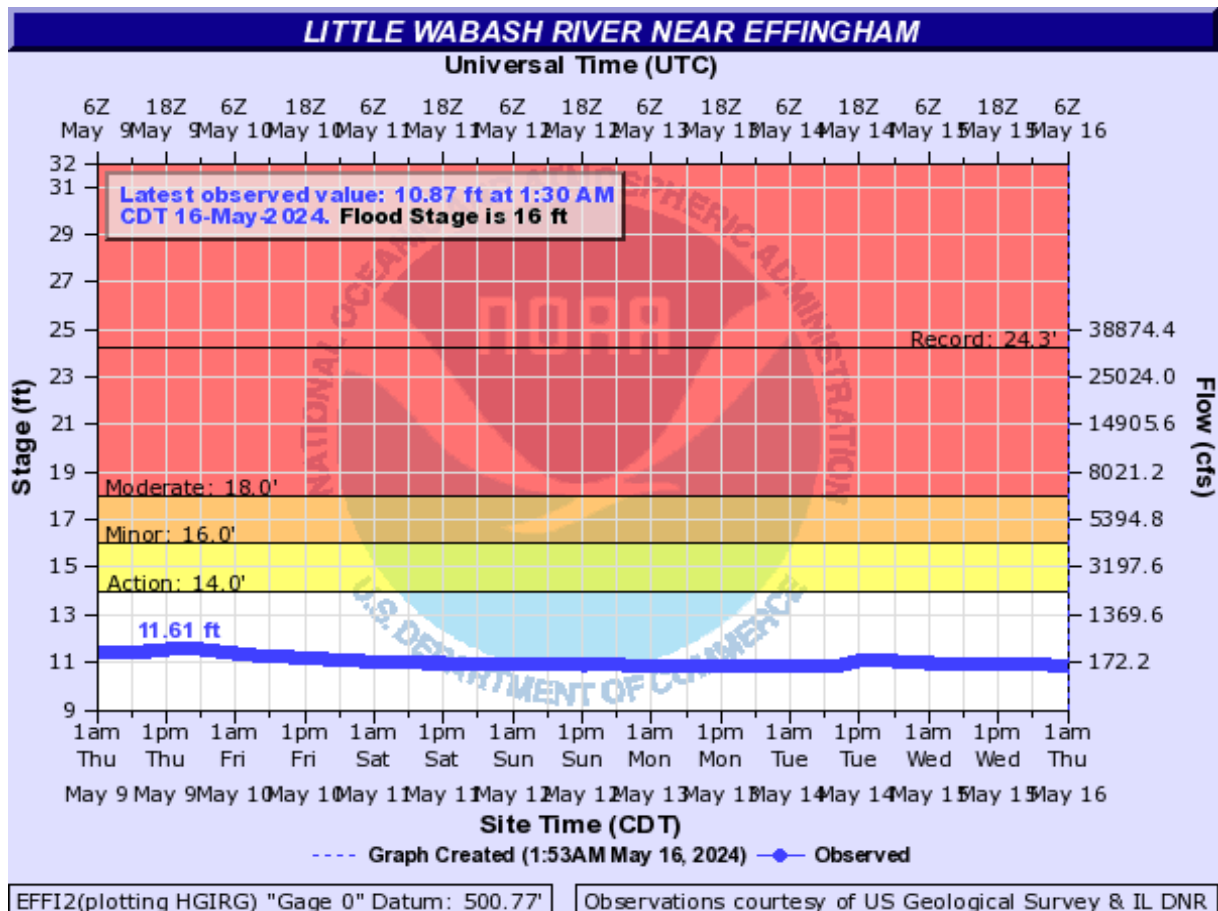 LITTLE WABASH RIVER NEAR EFFINGHAM
Universal Time (UTC)
6Z 18Z 6Z 18Z 6Z 18Z 6Z 18Z 6Z 18Z 6Z 18Z 6Z 18Z 6Z
May 9 May 9 May 10 May 10 May 11 May 11 May 12 May 12 May 13 May 13 May 14 May 14 May 15 May 15 May 16
Latest observed value: 10.87 ft at 1:30 AM
CDT 16-May-2024. Flood Stage is 16 ft
NATIONAL OCEANIC AND ATMOSPHERIC ADMINISTRATION
NOAA
U.S. DEPARTMENT OF COMMERCE
Stage (ft)
32
31
29
27
25
23
21
19
17
15
13
11
9
Record: 24.3'
Moderate: 18.0'
Minor: 16.0'
Action: 14.0'
11.61 ft
38874.4
25024.0
14905.6
8021.2
5394.8
3197.6
1369.6
172.2
Flow (cfs)
1am 1pm 1am 1pm 1am 1pm 1am 1pm 1am 1pm 1am 1pm 1am 1pm 1am
Thu Thu Fri Fri Sat Sat Sun Sun Mon Mon Tue Tue Wed Wed Thu
May 9 May 9 May 10 May 10 May 11 May 11 May 12 May 12 May 13 May 13 May 14 May 14 May 15 May 15 May 16
Site Time (CDT)
Graph Created (1:53AM May 16, 2024) Observed
EFFI2(plotting HGIRG) "Gage 0" Datum: 500.77'
Observations courtesy of US Geological Survey & IL DNR